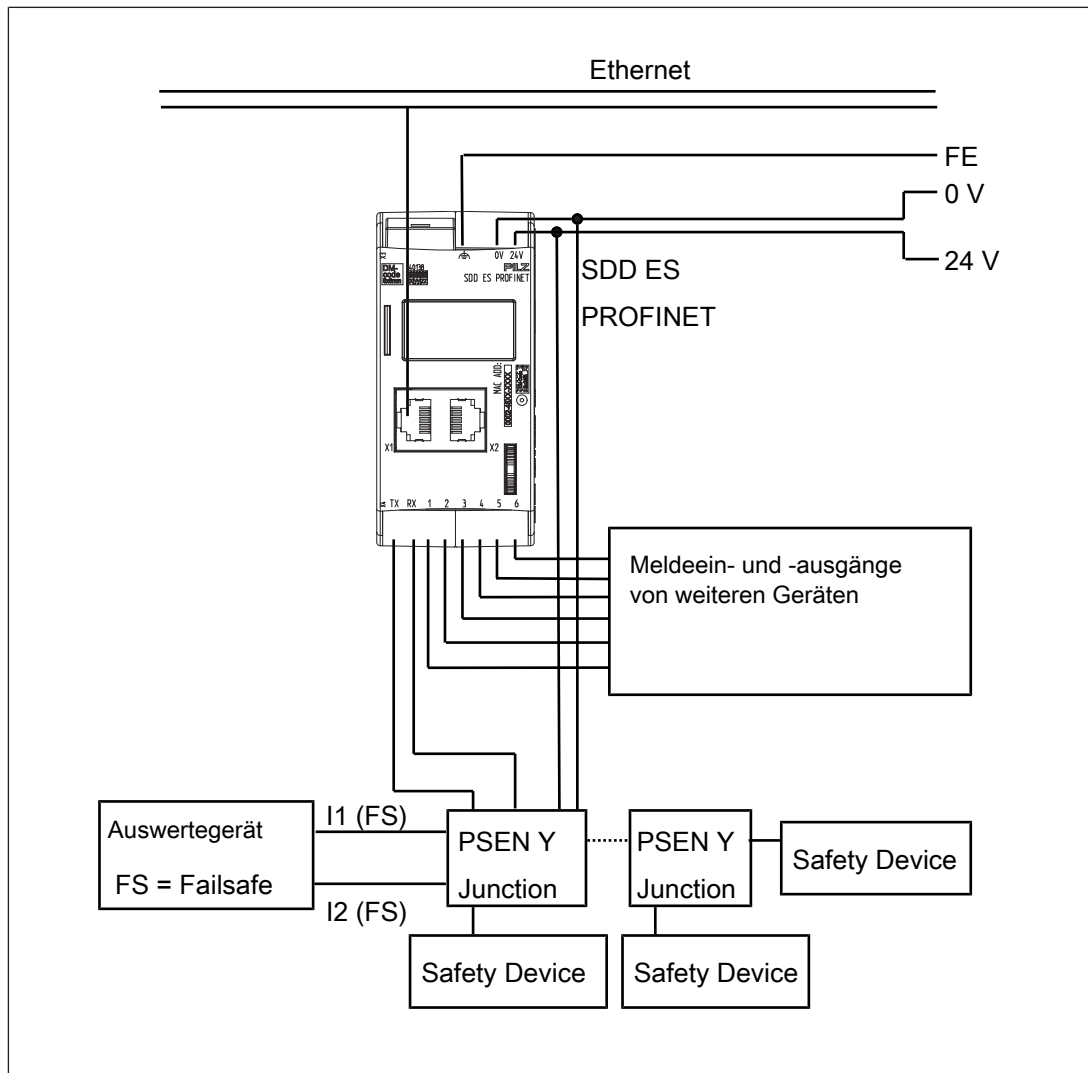 Ethernet
FE
0 V
24 V
0V 24V
PILZ
SDD ES PROFINET
DM-
code
SDD ES
PROFINET
MAC ADD:
X1
X2
TX RX 1 2 3 4 5 6
Meldeein- und -ausgänge
von weiteren Geräten
Auswertegerät
FS = Failsafe
I1 (FS)
I2 (FS)
PSEN Y
Junction
PSEN Y
Junction
Safety Device
Safety Device
Safety Device